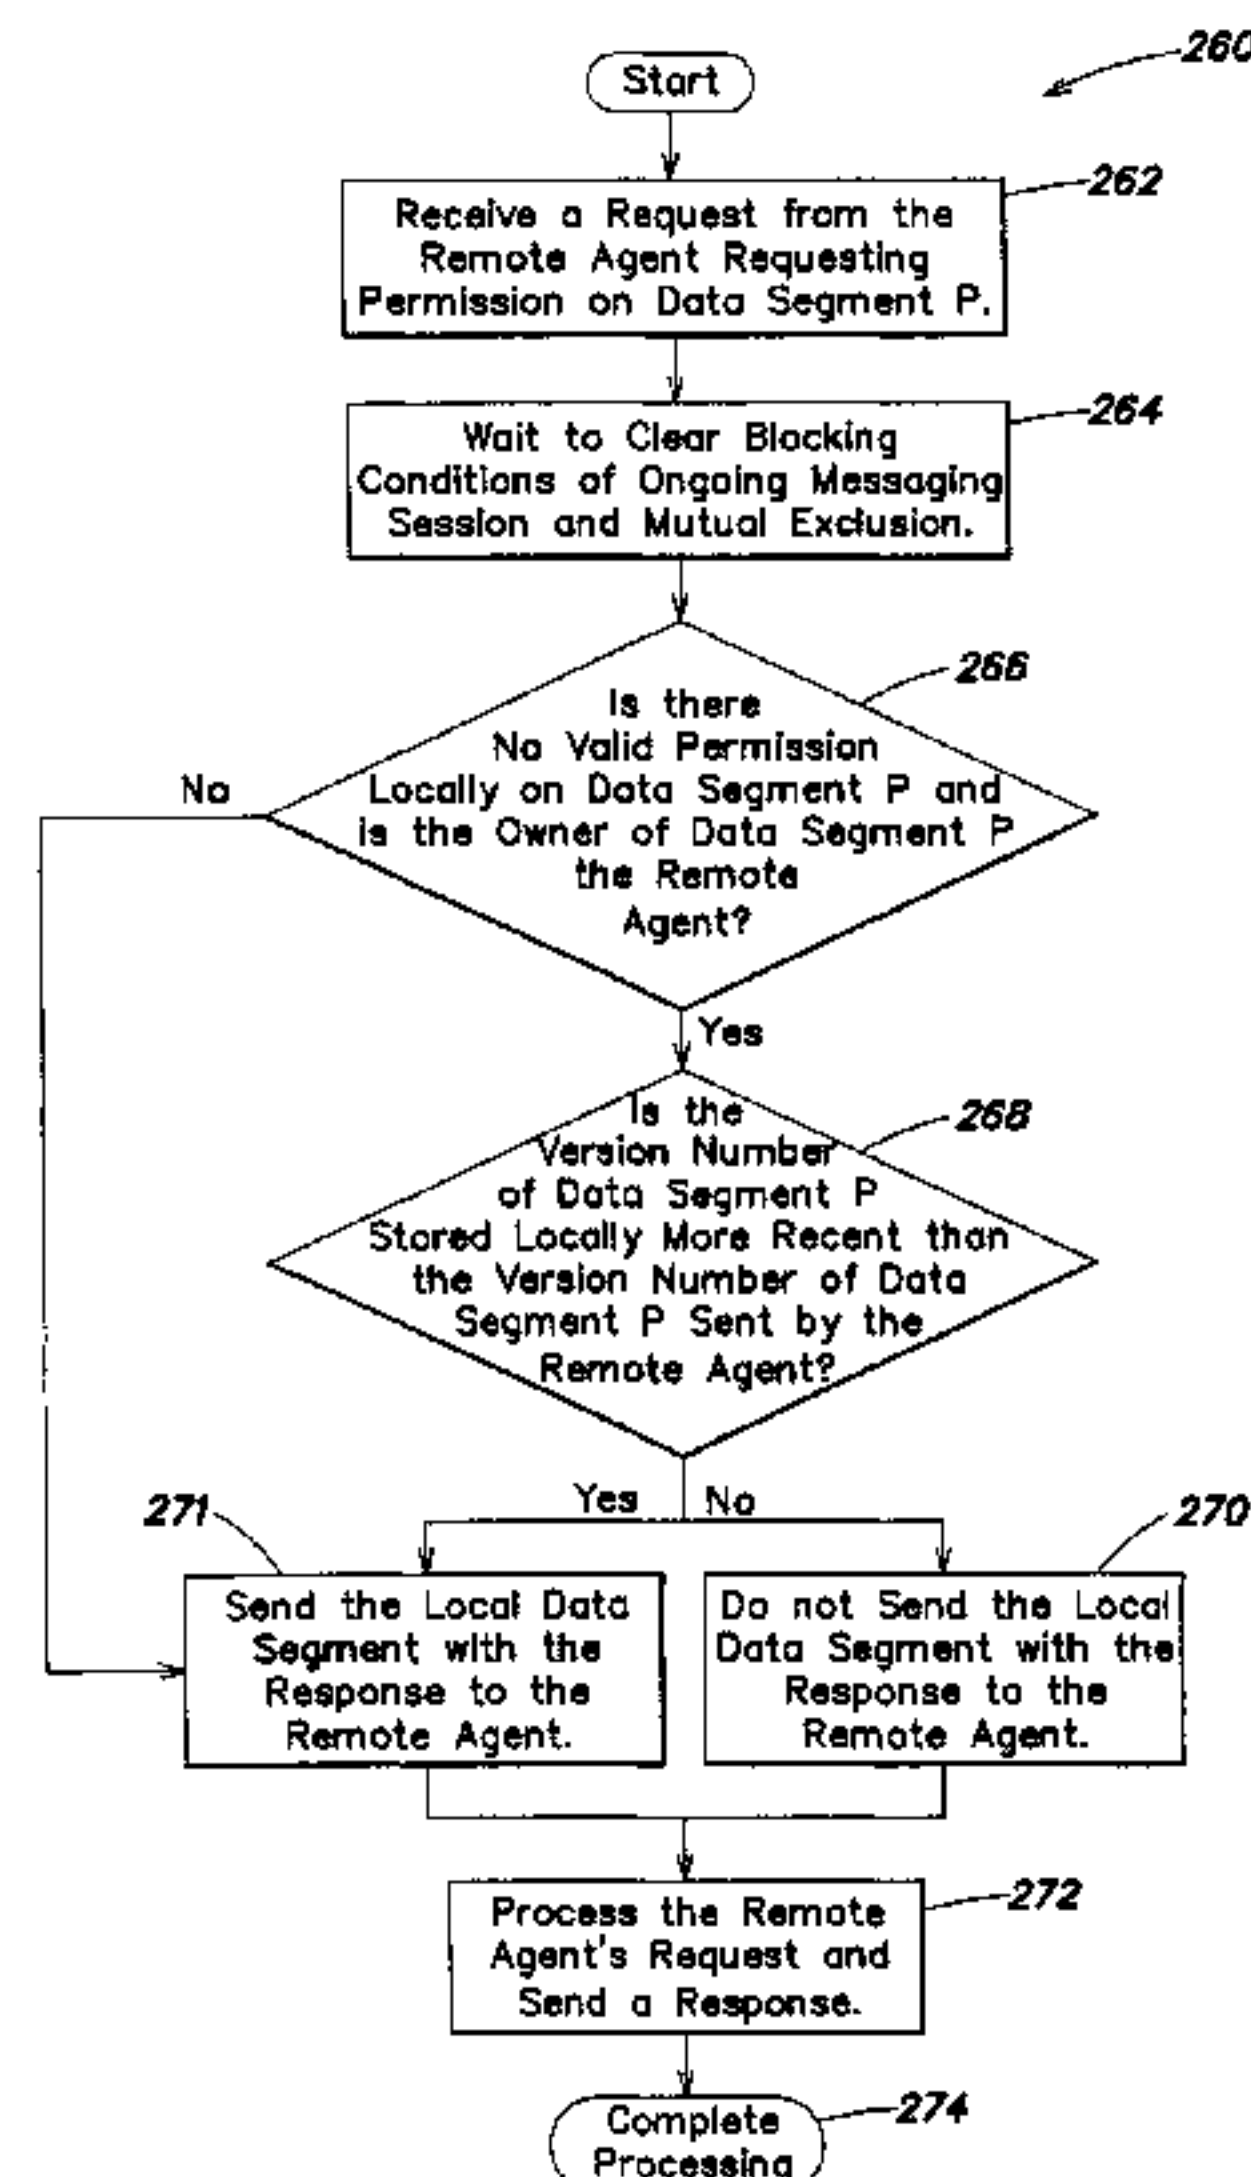 260
Start
262
Receive a Request from the
Remote Agent Requesting
Permission on Data Segment P.
264
Wait to Clear Blocking
Conditions of Ongoing Messaging
Session and Mutual Exclusion.
266
Is there
No Valid Permission
Locally on Data Segment P and
is the Owner of Data Segment P
the Remote
Agent?
No
Yes
268
Is the
Version Number
of Data Segment P
Stored Locally More Recent than
the Version Number of Data
Segment P Sent by the
Remote Agent?
Yes
No
271
270
Send the Local Data
Segment with the
Response to the
Remote Agent.
Do not Send the Local
Data Segment with the
Response to the
Remote Agent.
272
Process the Remote
Agent's Request and
Send a Response.
274
Complete
Processing